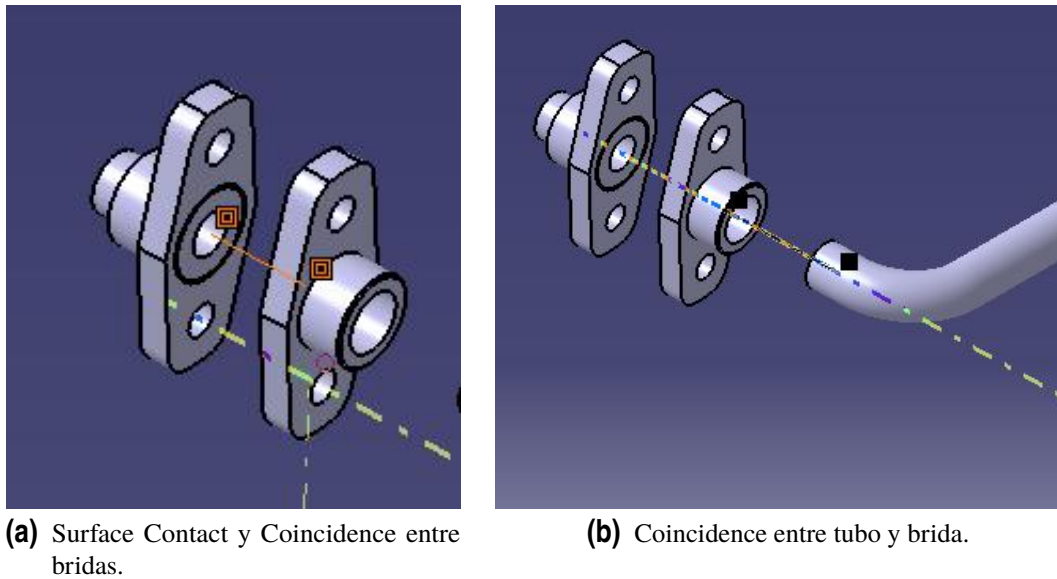 (a) Surface Contact y Coincidence entre
bridas.
(b) Coincidence entre tubo y brida.